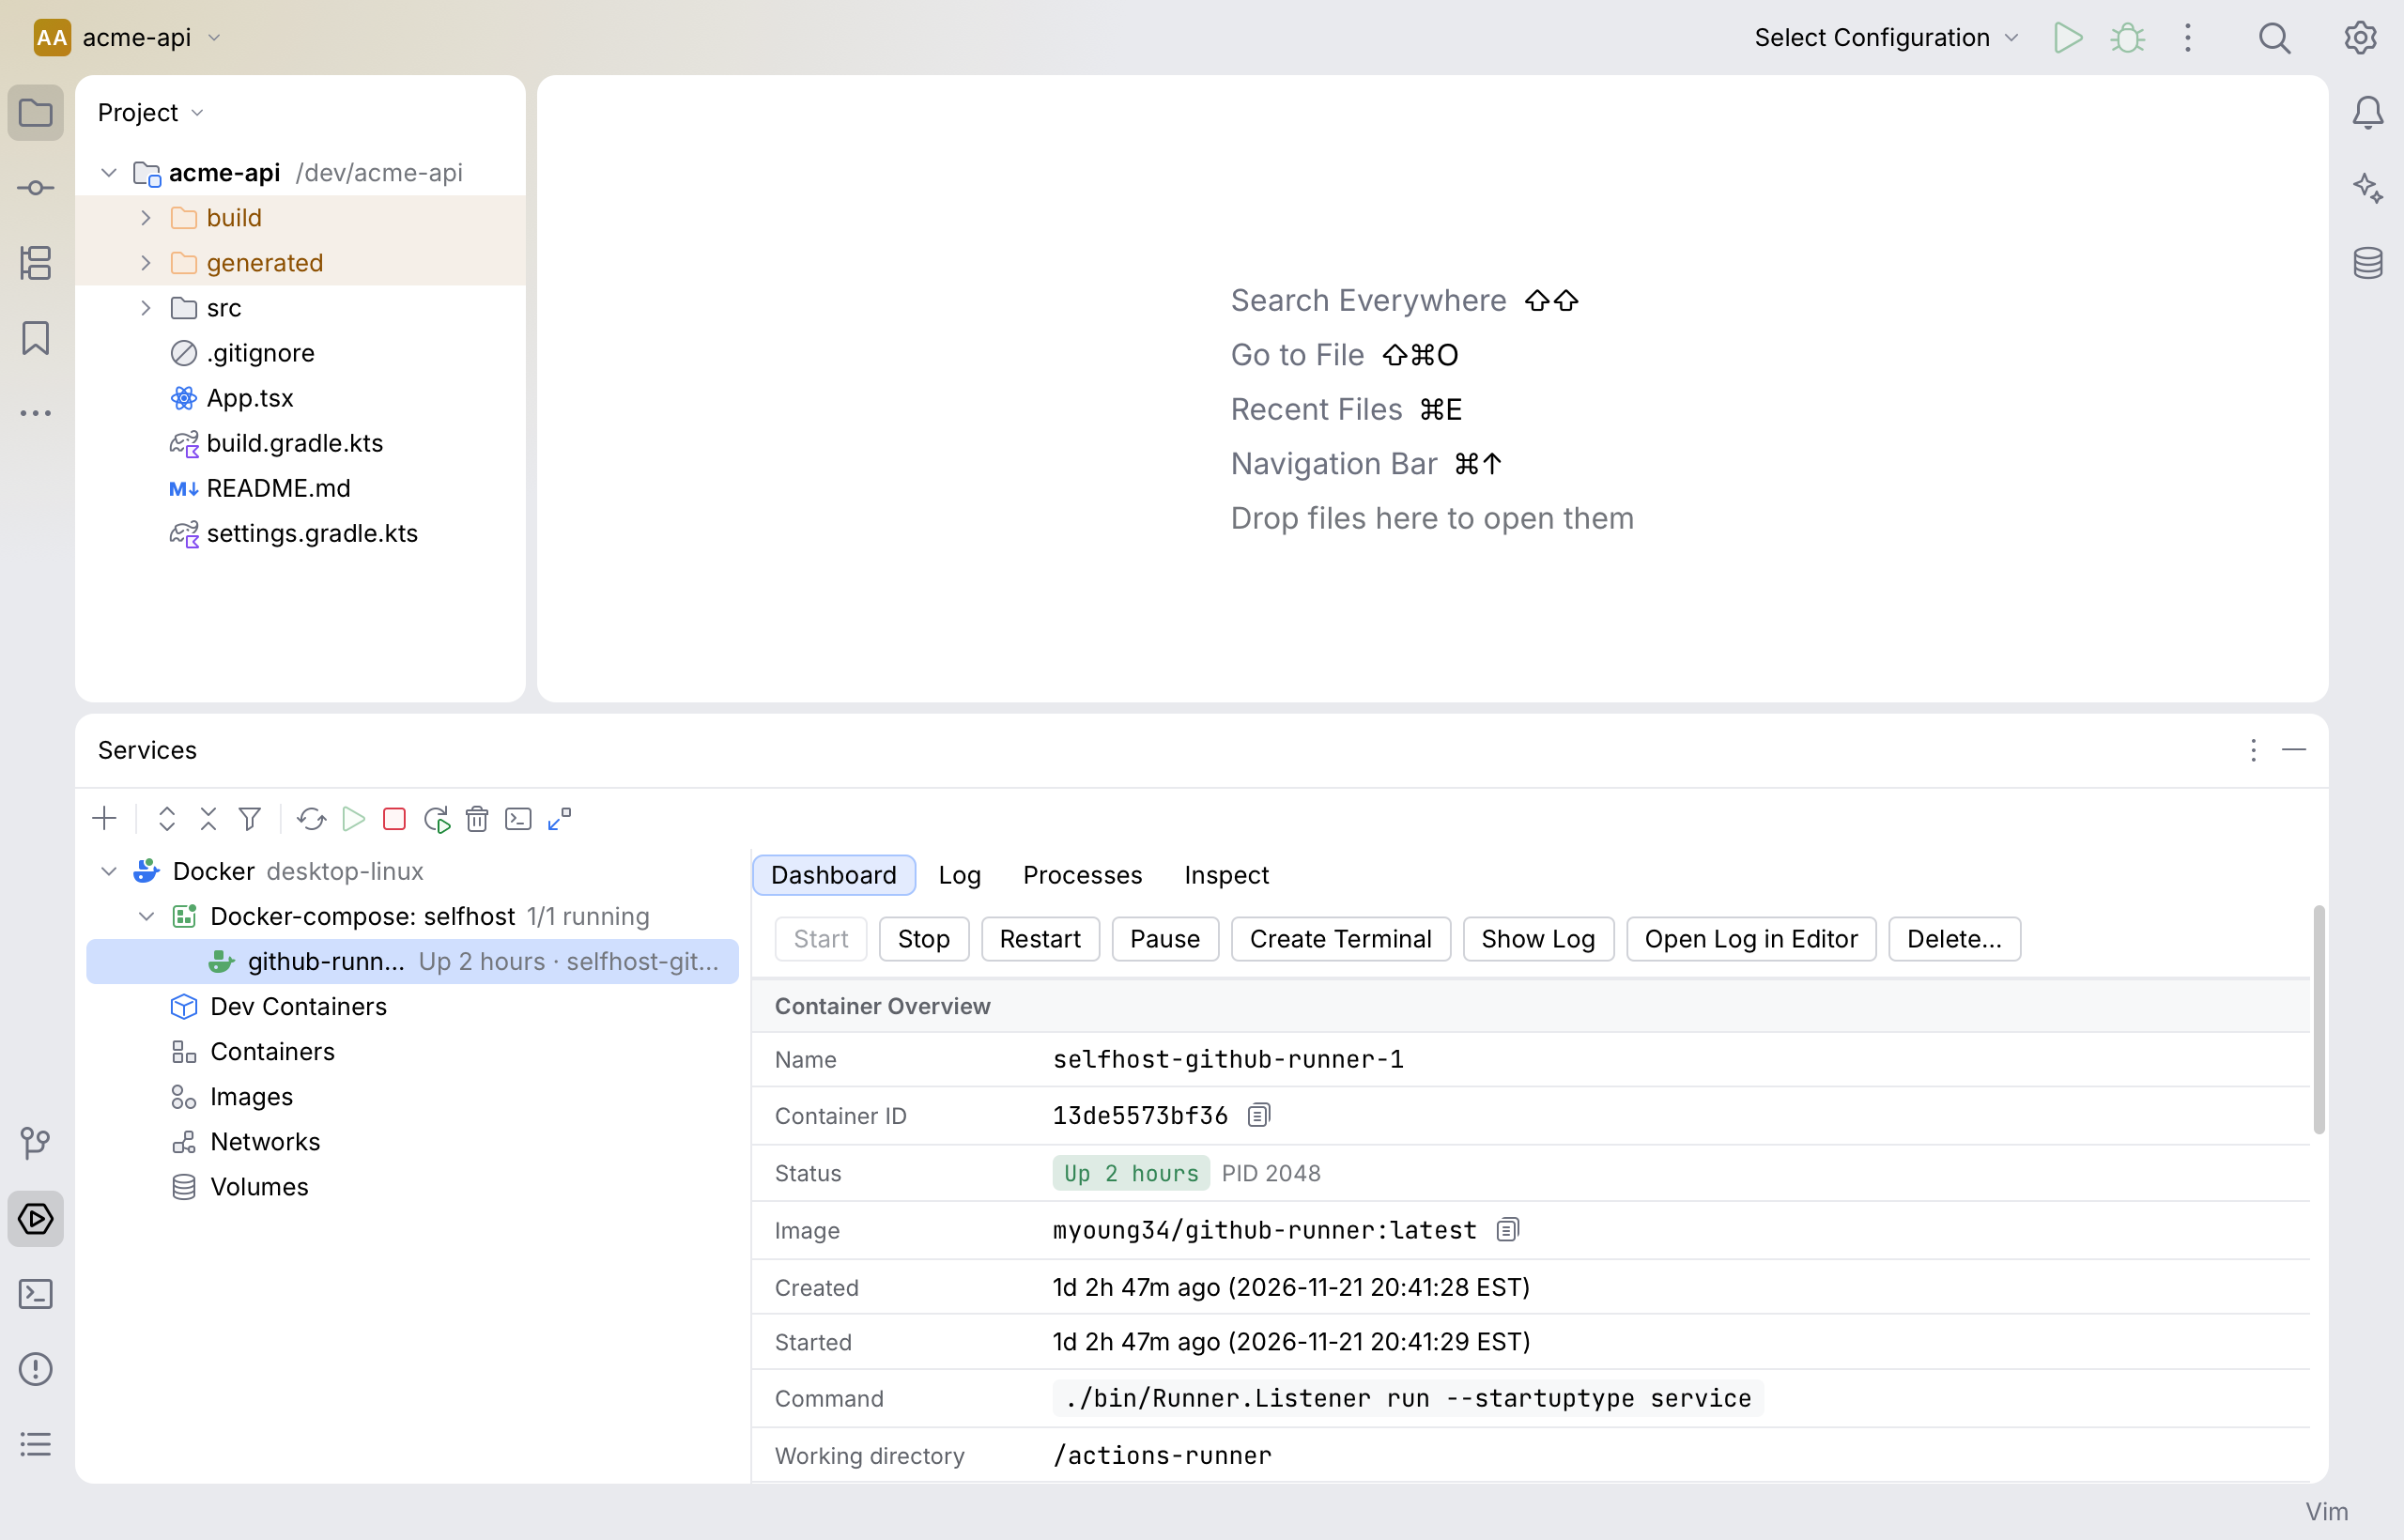 AA acme-api
Select Configuration
Project
acme-api /dev/acme-api
build
generated
src
.gitignore
App.tsx
build.gradle.kts
M↓ README.md
settings.gradle.kts
Search Everywhere ⇧⇧
Go to File ⇧⌘O
Recent Files ⌘E
Navigation Bar ⌘↑
Drop files here to open them
Services
Docker desktop-linux
Docker-compose: selfhost 1/1 running
github-runn... Up 2 hours · selfhost-git...
Dev Containers
Containers
Images
Networks
Volumes
Dashboard Log Processes Inspect
Start Stop Restart Pause Create Terminal Show Log Open Log in Editor Delete...
Container Overview
Name selfhost-github-runner-1
Container ID 13de5573bf36
Status Up 2 hours PID 2048
Image myoung34/github-runner:latest
Created 1d 2h 47m ago (2026-11-21 20:41:28 EST)
Started 1d 2h 47m ago (2026-11-21 20:41:29 EST)
Command ./bin/Runner.Listener run --startuptype service
Working directory /actions-runner
Vim